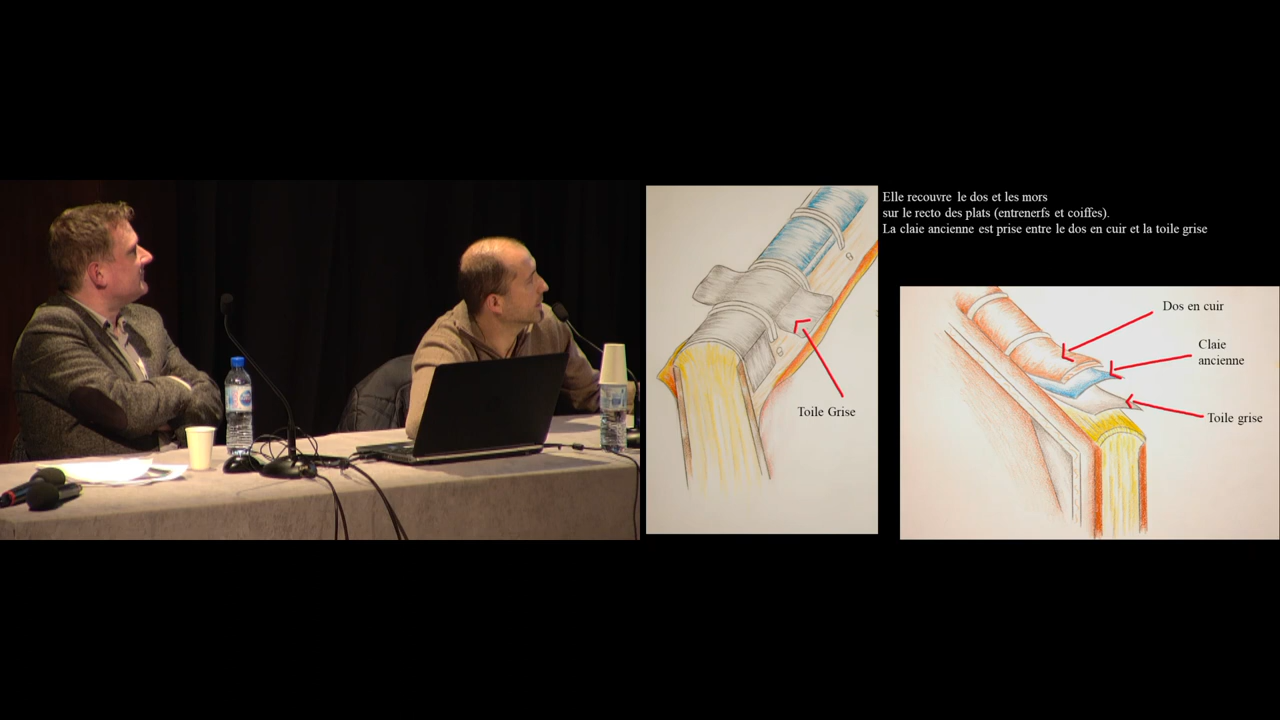 Elle recouvre le dos et les mors
sur le recto des plats (entrenerfs et coiffes).
La claie ancienne est prise entre le dos en cuir et la toile grise
Toile Grise
Dos en cuir
Claie
ancienne
Toile grise